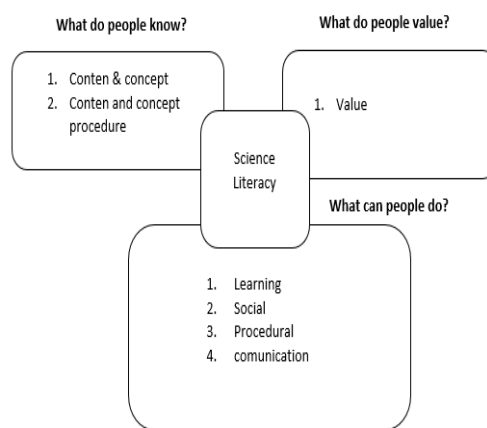 What do people know?
What do people value?
1. Conten & concept
2. Conten and concept
procedure
1. Value
Science
Literacy
What can people do?
1. Learning
2. Social
3. Procedural
4. comunication